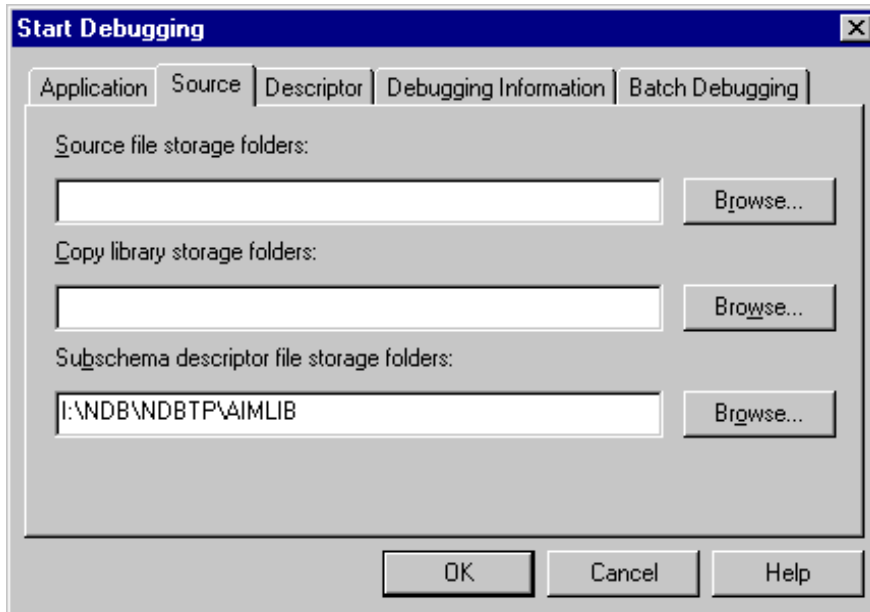 Start Debugging
Application Source Descriptor Debugging Information Batch Debugging
Source file storage folders:
Browse...
Copy library storage folders:
Browse...
Subschema descriptor file storage folders:
I:\NDB\NDBTP\AIMLIB Browse...
OK Cancel Help